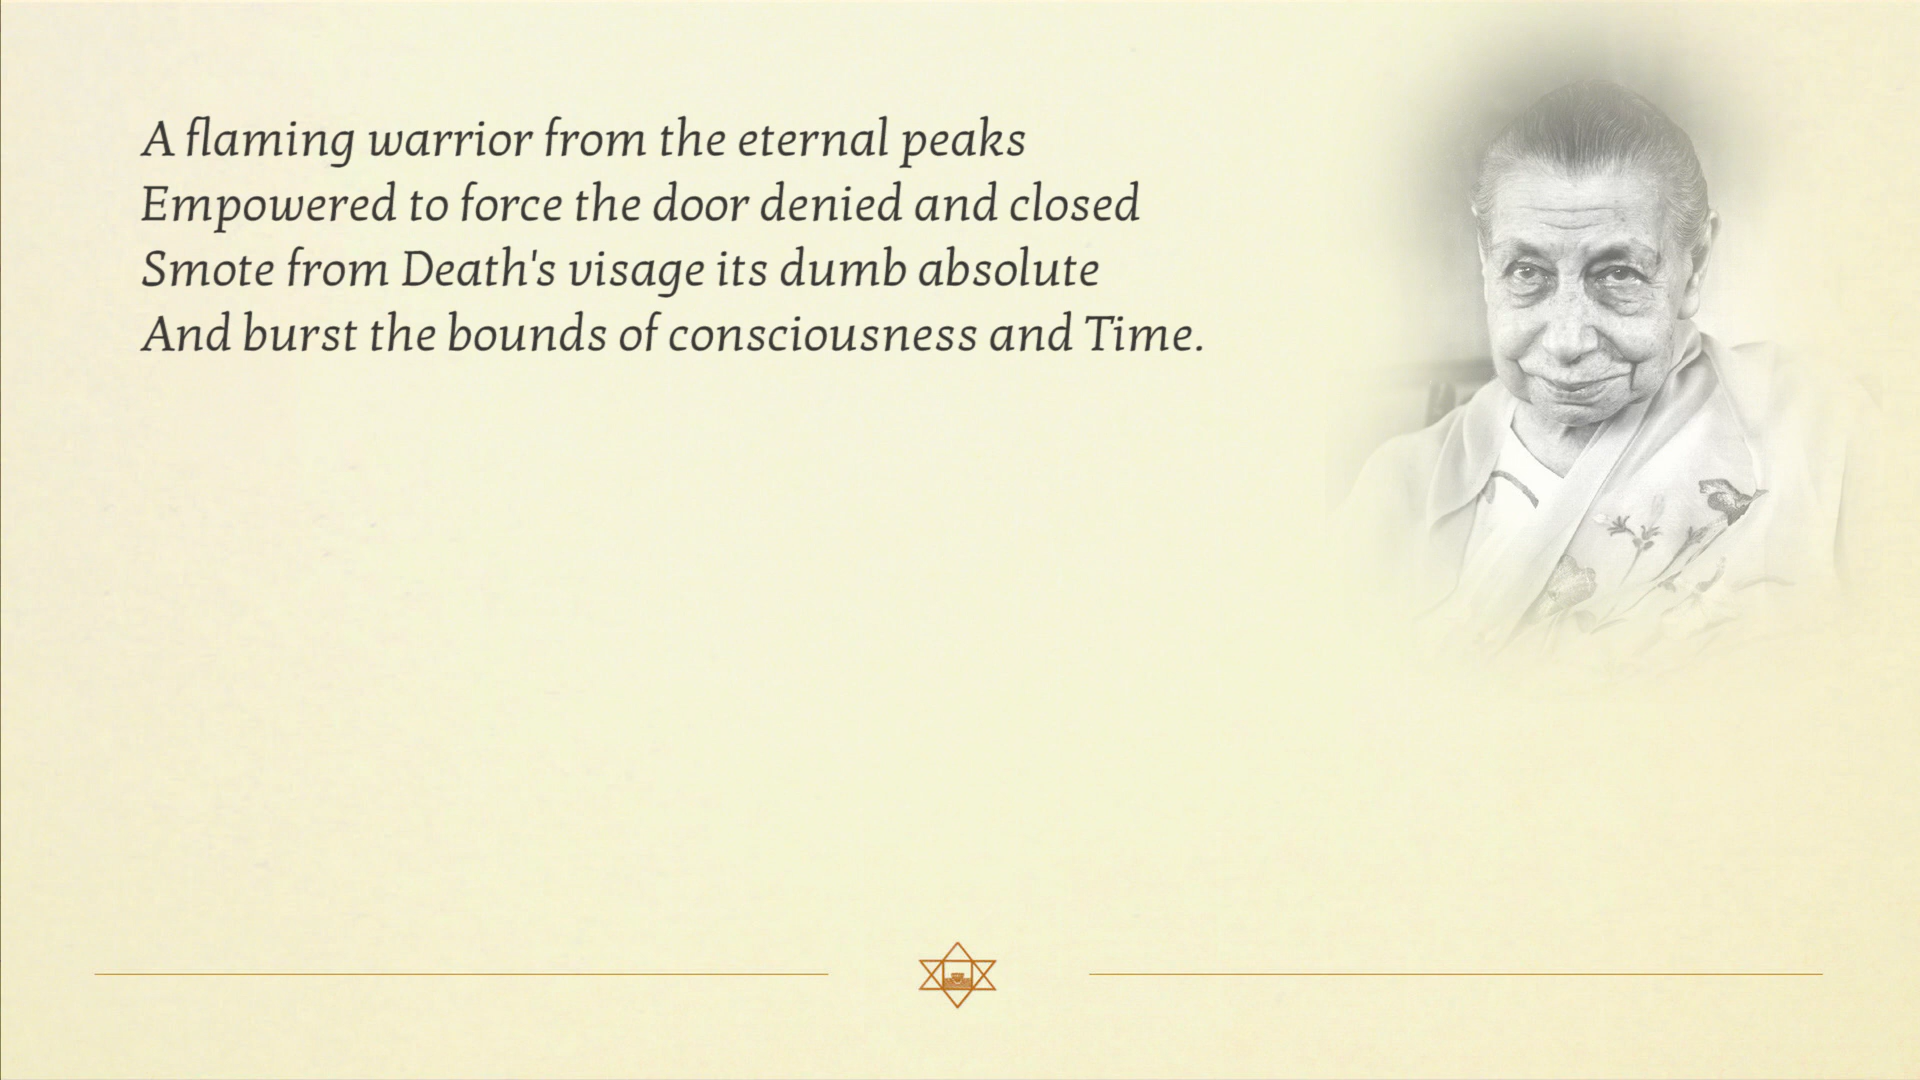 A flaming warrior from the eternal peaks
Empowered to force the door denied and closed
Smote from Death's visage its dumb absolute
And burst the bounds of consciousness and Time.